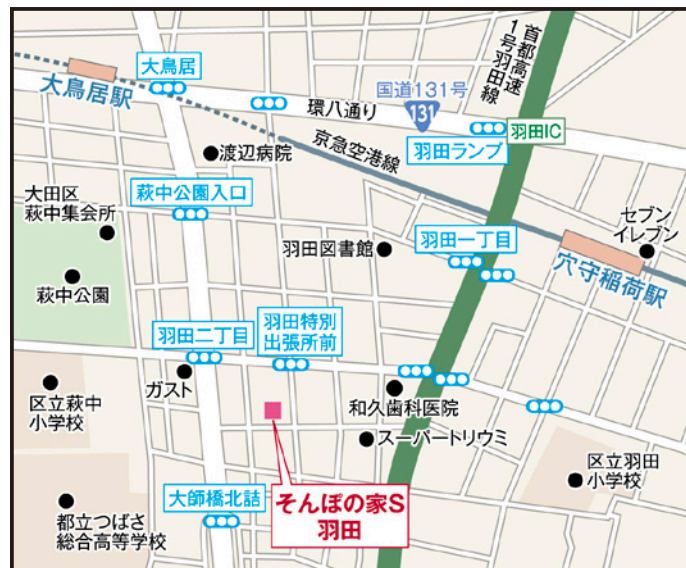 大鳥居
大鳥居駅
環八通り
国道131号
131
首都高速
1号羽田線
羽田IC
羽田ランプ
京急空港線
渡辺病院
大田区
萩中集会所
萩中公園入口
萩中公園
羽田図書館
羽田一丁目
セブン
イレブン
穴守稲荷駅
羽田二丁目
羽田特別
出張所前
ガスト
区立萩中
小学校
和久歯科医院
スーパートリウミ
区立羽田
小学校
大師橋北詰
そんぽの家S
羽田
都立つばさ
総合高等学校